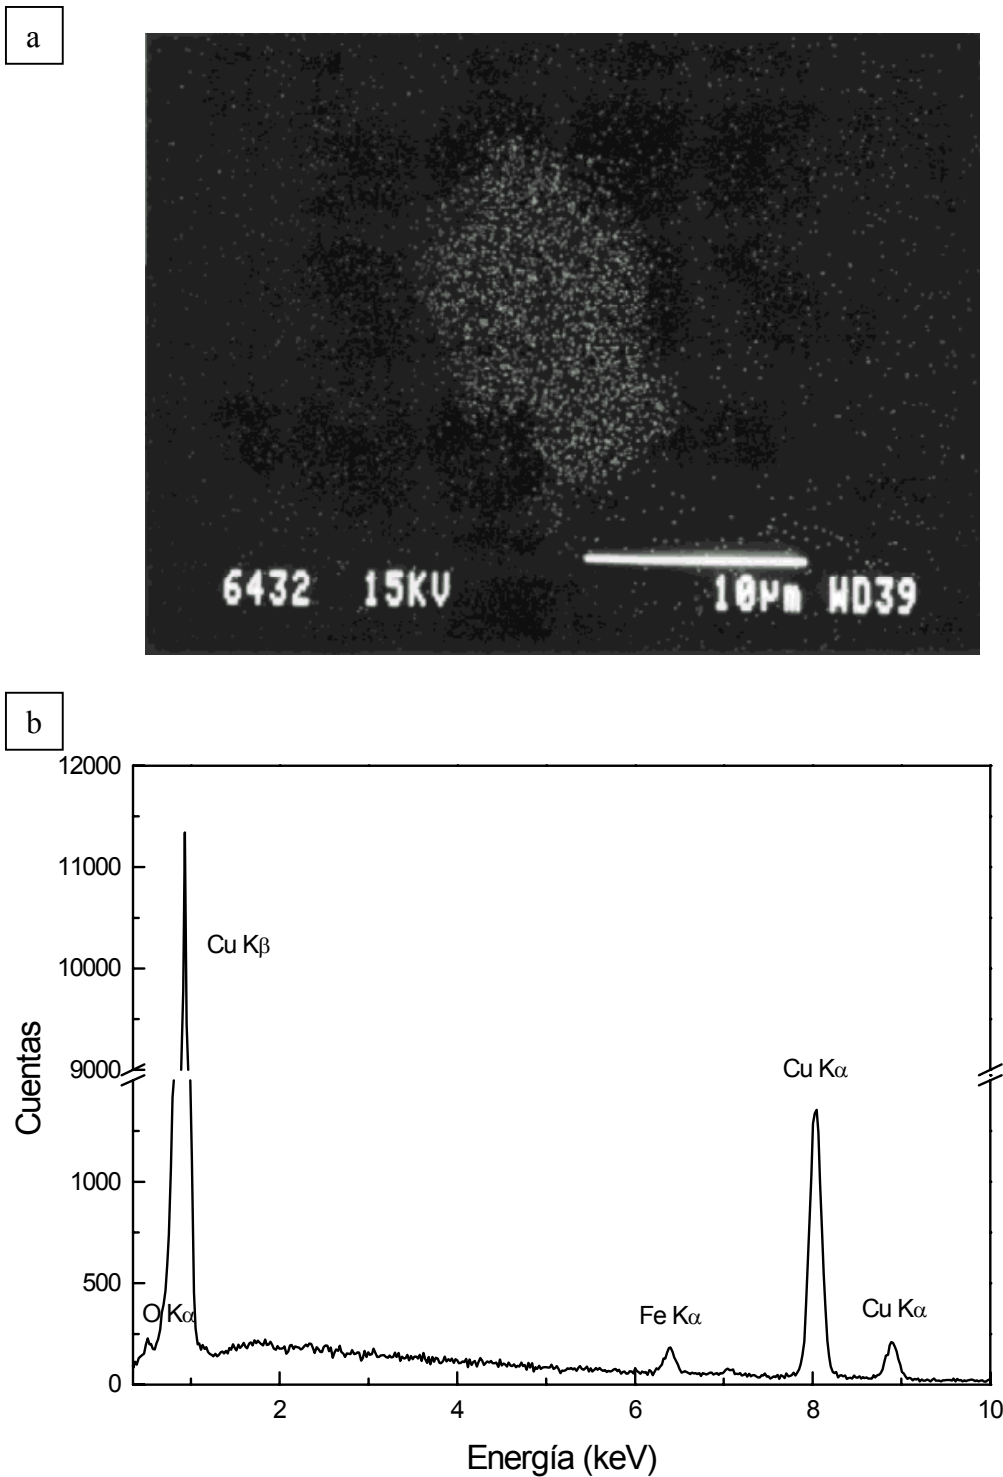 a
6432 15KV 10µm WD39
b
12000
11000
Cu Kβ
10000
9000
Cu Kα
Cuentas
1000
500
O Kα
Fe Kα
Cu Kα
0
2 4 6 8 10
Energía (keV)